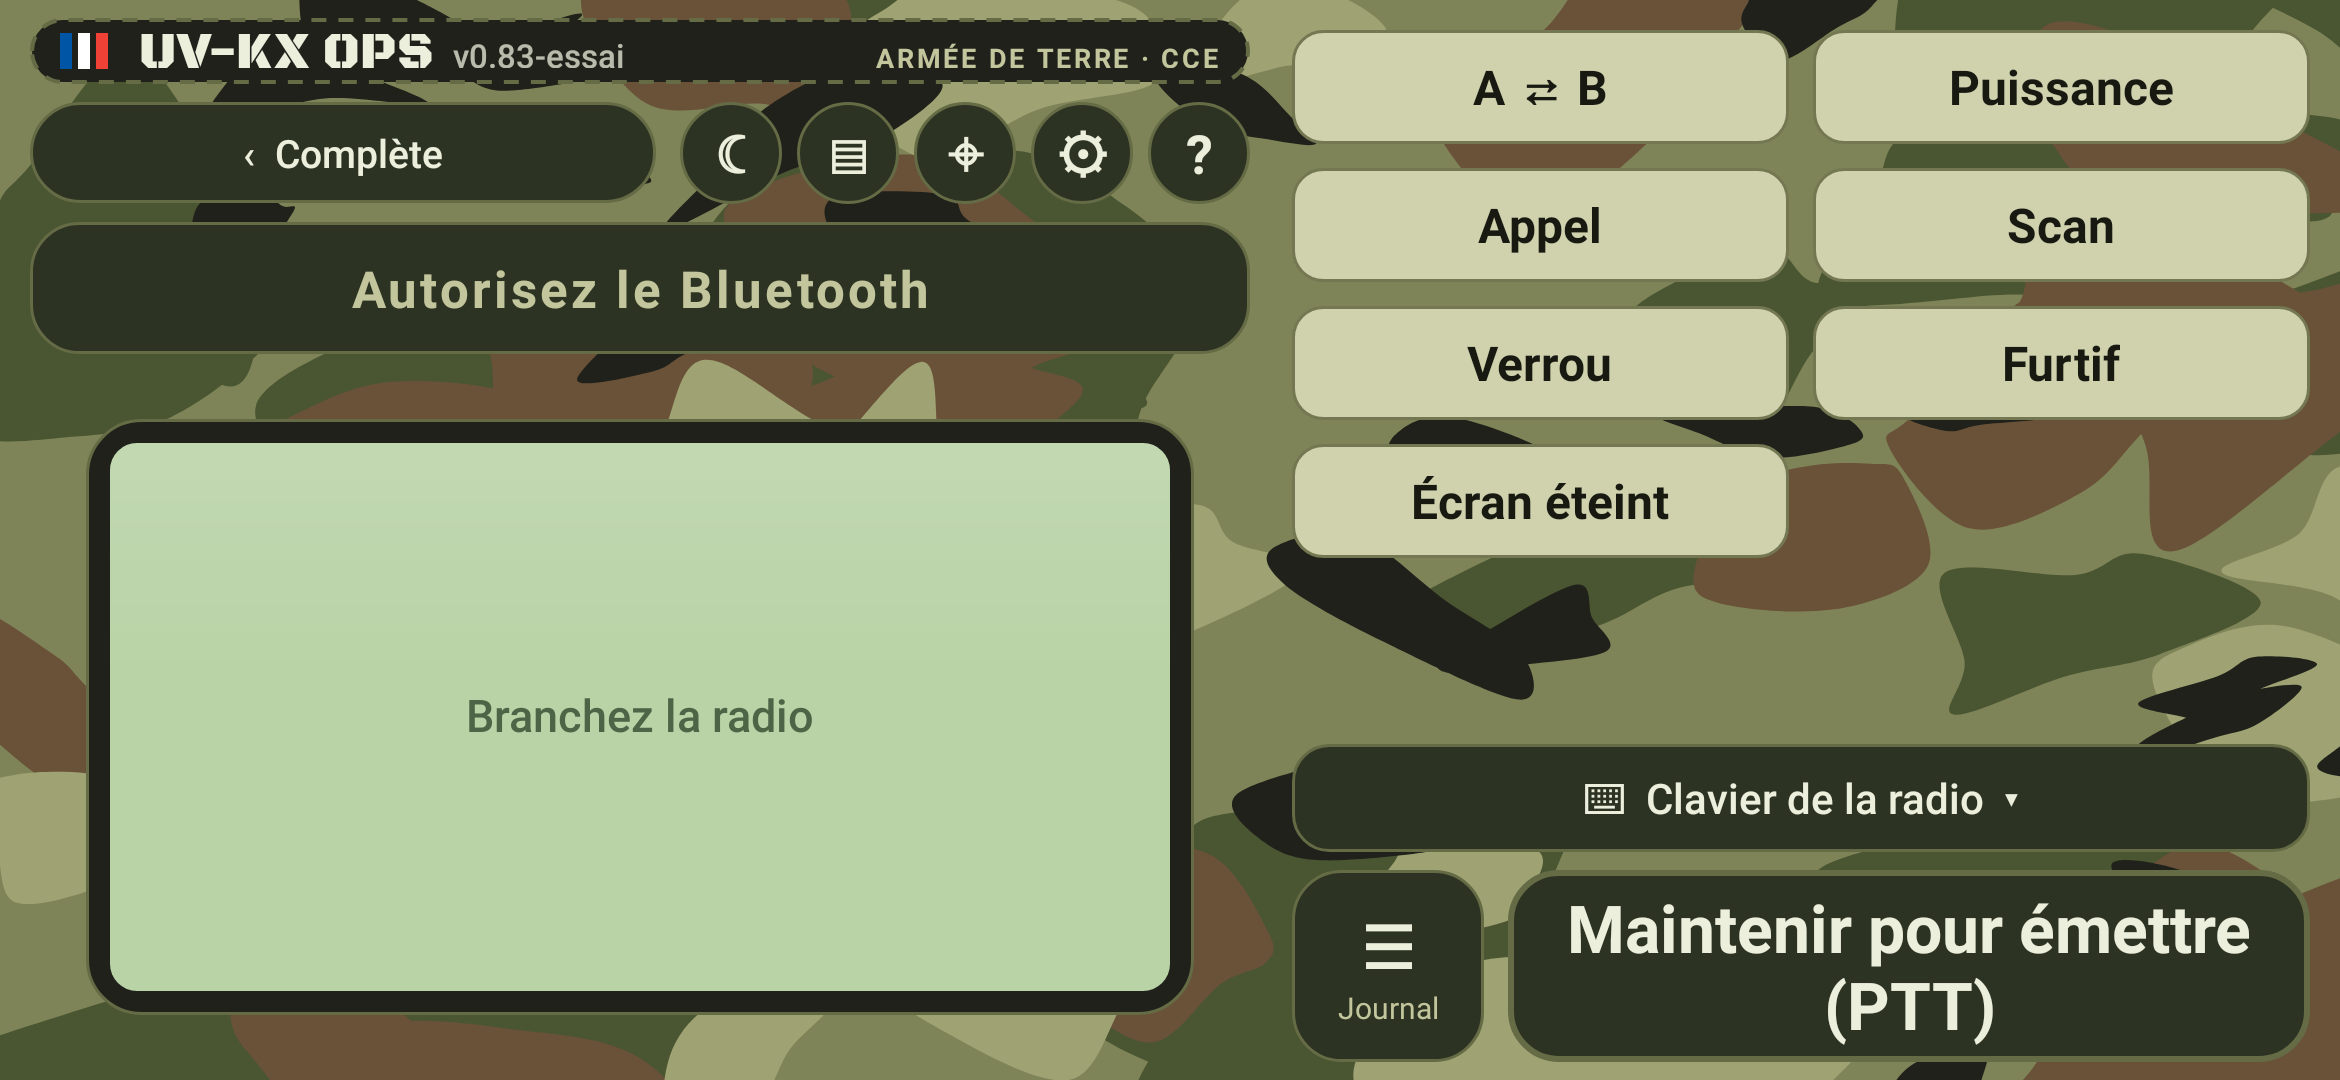 UV-KX OPS v0.83-essai ARMÉE DE TERRE · CCE
‹ Complète
?
Autorisez le Bluetooth
Branchez la radio
A ⇄ B
Puissance
Appel
Scan
Verrou
Furtif
Écran éteint
Clavier de la radio ▾
Journal
Maintenir pour émettre
(PTT)